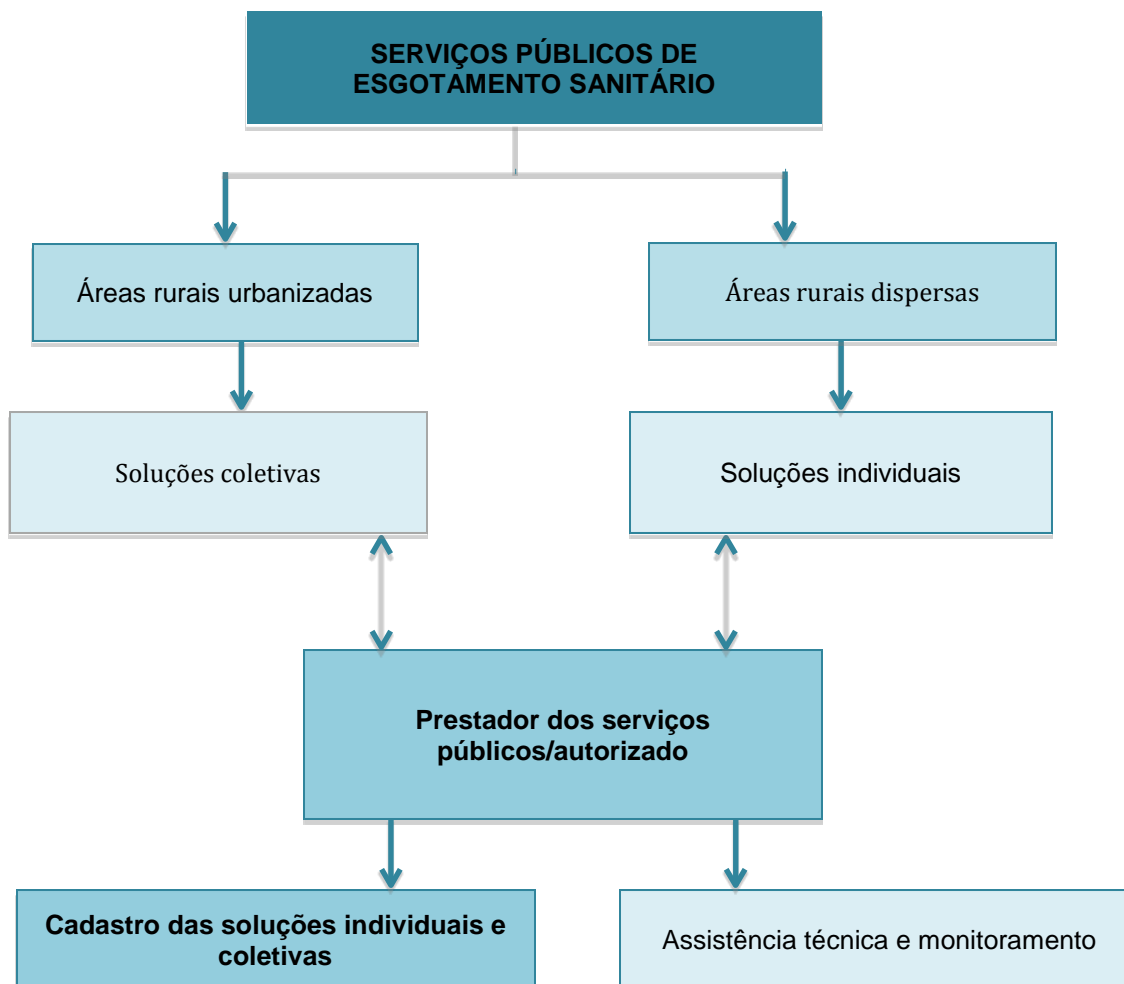 SERVIÇOS PÚBLICOS DE
ESGOTAMENTO SANITÁRIO
Áreas rurais urbanizadas
Áreas rurais dispersas
Soluções coletivas
Soluções individuais
Prestador dos serviços
públicos/autorizado
Cadastro das soluções individuais e
coletivas
Assistência técnica e monitoramento